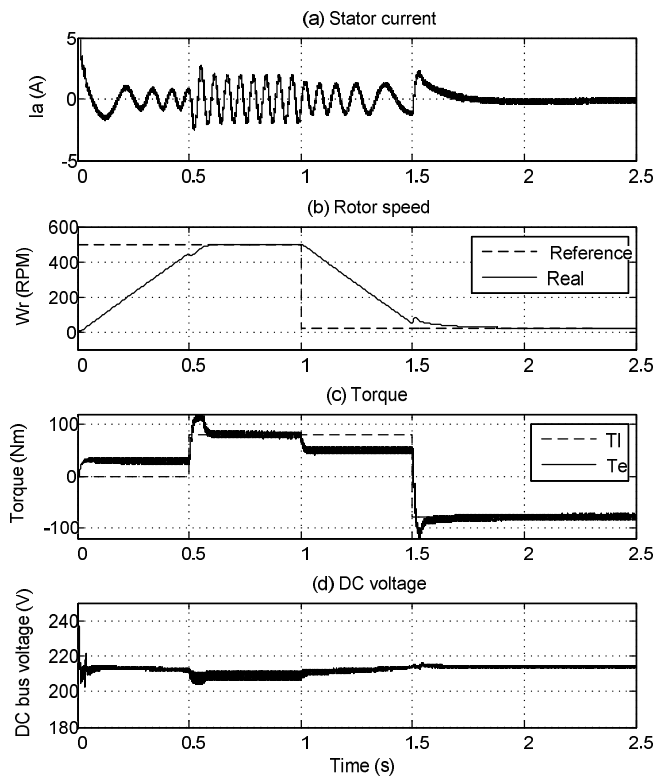 (a) Stator current
Ia (A)
5
0
-5
0 0.5 1 1.5 2 2.5
(b) Rotor speed
Wr (RPM)
600
400
200
0
Reference
Real
0 0.5 1 1.5 2 2.5
(c) Torque
Torque (Nm)
100
0
-100
Tl
Te
0 0.5 1 1.5 2 2.5
(d) DC voltage
DC bus voltage (V)
240
220
200
180
0 0.5 1 1.5 2 2.5
Time (s)